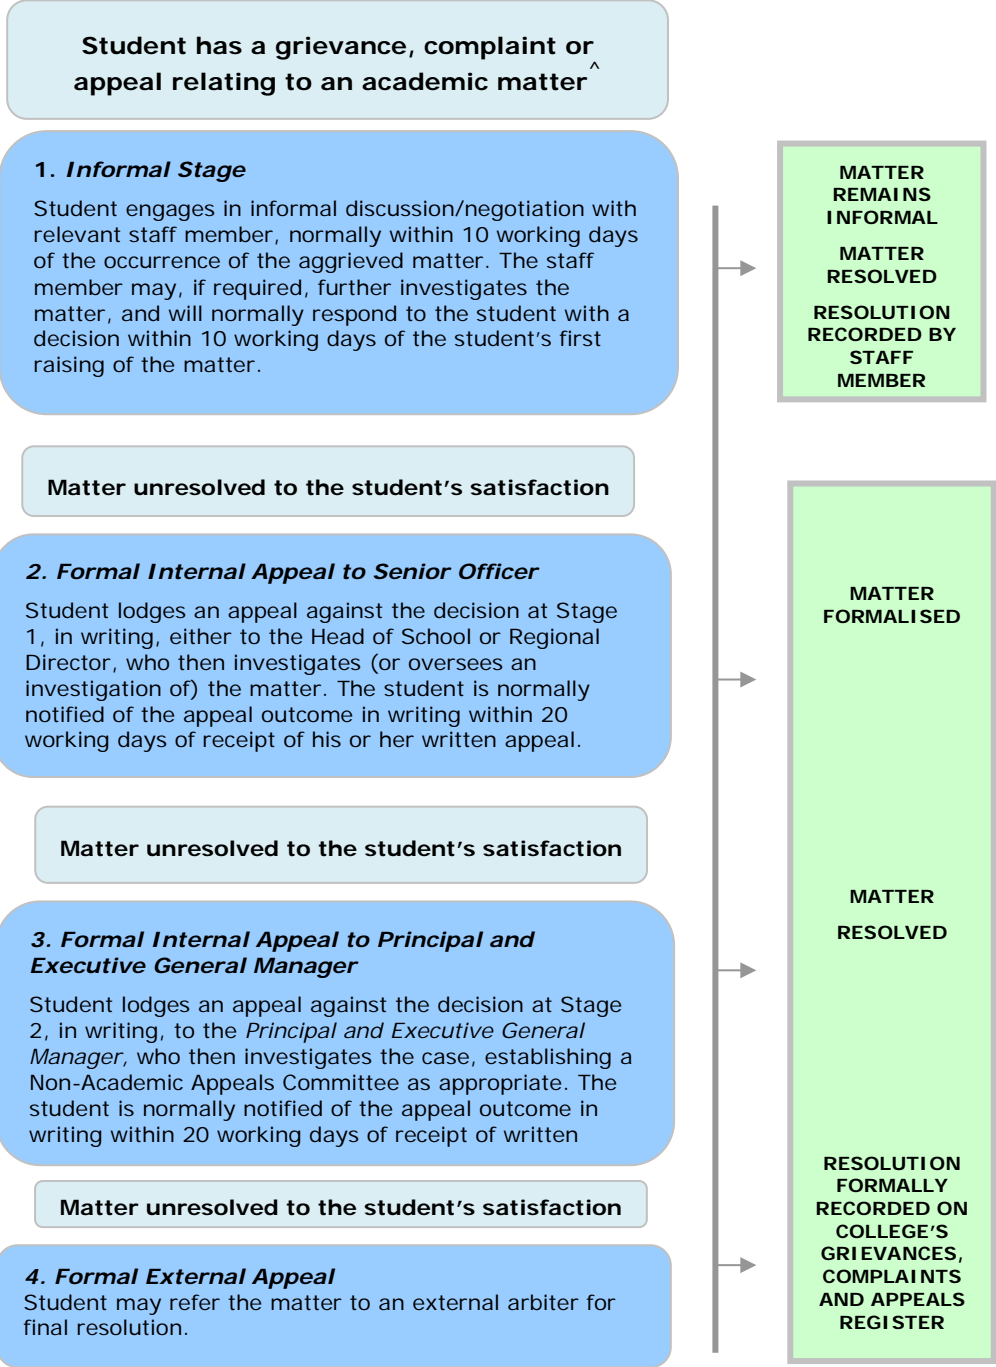 Student has a grievance, complaint or
appeal relating to an academic matter^
1. Informal Stage
Student engages in informal discussion/negotiation with
relevant staff member, normally within 10 working days
of the occurrence of the aggrieved matter. The staff
member may, if required, further investigates the
matter, and will normally respond to the student with a
decision within 10 working days of the student's first
raising of the matter.
MATTER
REMAINS
INFORMAL
MATTER
RESOLVED
RESOLUTION
RECORDED BY
STAFF
MEMBER
Matter unresolved to the student's satisfaction
2. Formal Internal Appeal to Senior Officer
Student lodges an appeal against the decision at Stage
1, in writing, either to the Head of School or Regional
Director, who then investigates (or oversees an
investigation of) the matter. The student is normally
notified of the appeal outcome in writing within 20
working days of receipt of his or her written appeal.
Matter unresolved to the student's satisfaction
3. Formal Internal Appeal to Principal and
Executive General Manager
Student lodges an appeal against the decision at Stage
2, in writing, to the Principal and Executive General
Manager, who then investigates the case, establishing a
Non-Academic Appeals Committee as appropriate. The
student is normally notified of the appeal outcome in
writing within 20 working days of receipt of written
Matter unresolved to the student's satisfaction
4. Formal External Appeal
Student may refer the matter to an external arbiter for
final resolution.
MATTER
FORMALISED
MATTER
RESOLVED
RESOLUTION
FORMALLY
RECORDED ON
COLLEGE'S
GRIEVANCES,
COMPLAINTS
AND APPEALS
REGISTER